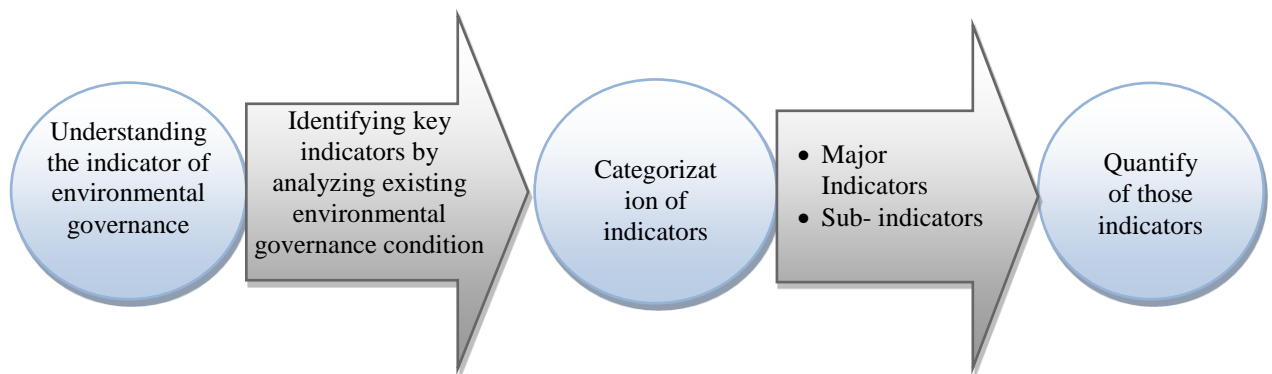 Understanding
the indicator of
environmental
governance
Identifying key
indicators by
analyzing existing
environmental
governance condition
Categorizat
ion of
indicators
• Major
Indicators
• Sub- indicators
Quantify
of those
indicators